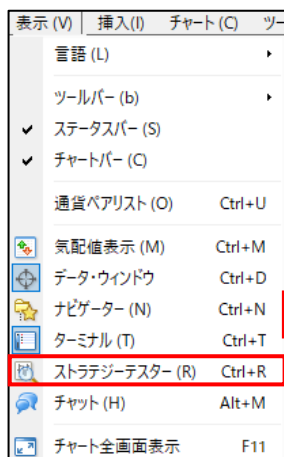 表示 (V) 挿入(I) チャート (C) ツー
言語 (L)
ツールバー (b)
ステータスバー (S)
チャートバー (C)
通貨ペアリスト (O) Ctrl+U
気配値表示 (M) Ctrl+M
データ・ウィンドウ Ctrl+D
ナビゲーター (N) Ctrl+N
ターミナル (T) Ctrl+T
ストラテジーテスター (R) Ctrl+R
チャット (H) Alt+M
チャート全画面表示 F11